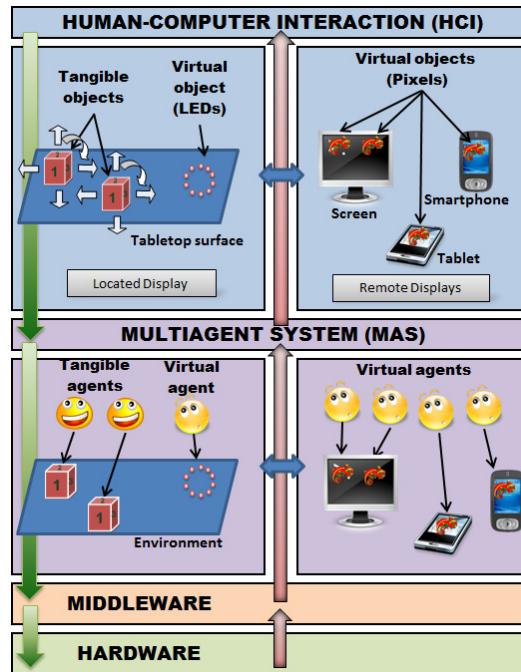 HUMAN-COMPUTER INTERACTION (HCI)
Tangible
objects
Virtual
object
(LEDs)
1
1
Tabletop surface
Located Display
Virtual objects
(Pixels)
Screen
Smartphone
Tablet
Remote Displays
MULTIAGENT SYSTEM (MAS)
Tangible
agents
Virtual
agent
1
1
Environment
Virtual agents
MIDDLEWARE
HARDWARE